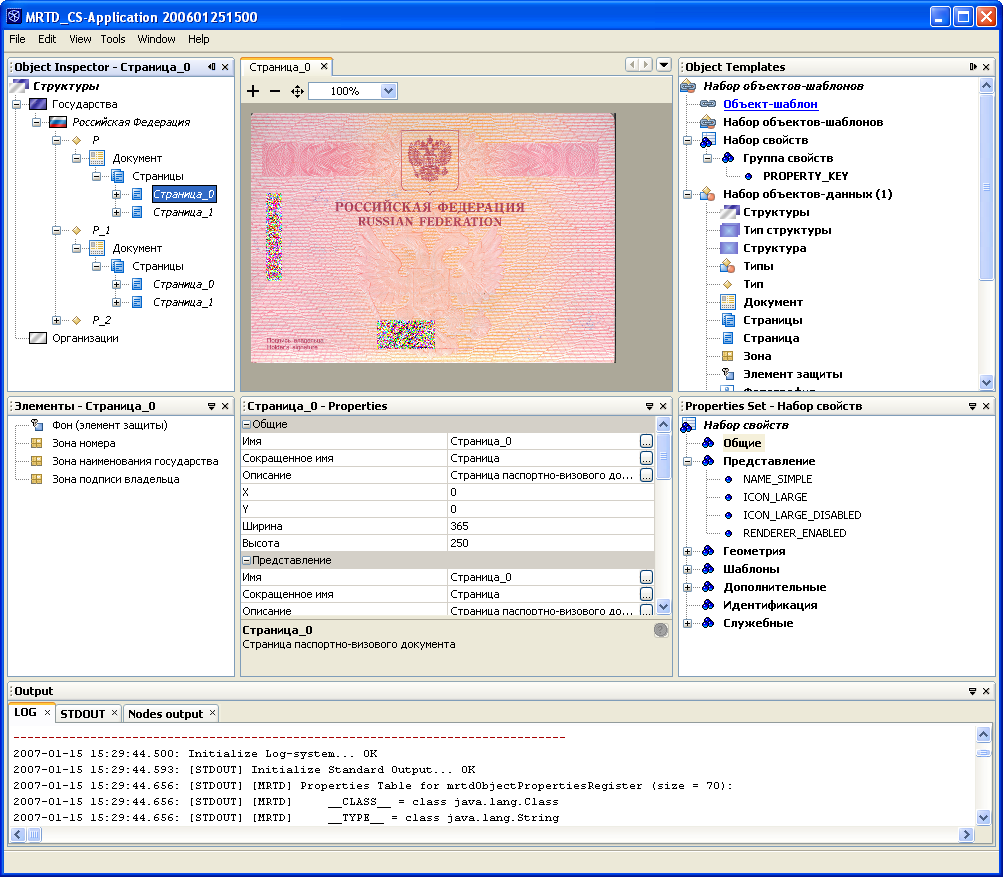 MRTD_CS-Application 200601251500
File Edit View Tools Window Help
Object Inspector - Страница_0
Структуры
Государства
Российская Федерация
P
Документ
Страницы
Страница_0
Страница_1
P_1
Документ
Страницы
Страница_0
Страница_1
P_2
Организации
Страница_0
100%
РОССИЙСКАЯ ФЕДЕРАЦИЯ
RUSSIAN FEDERATION
Подпись владельца
Holder's signature
Object Templates
Набор объектов-шаблонов
Объект-шаблон
Набор объектов-шаблонов
Набор свойств
Группа свойств
PROPERTY_KEY
Набор объектов-данных (1)
Структуры
Тип структуры
Структура
Типы
Тип
Документ
Страницы
Страница
Зона
Элемент защиты
Элементы - Страница_0
Фон (элемент защиты)
Зона номера
Зона наименования государства
Зона подписи владельца
Страница_0 - Properties
Общие
Имя Страница_0 ...
Сокращенное имя Страница ...
Описание Страница паспортно-визового до... ...
X 0
Y 0
Ширина 365
Высота 250
Представление
Имя Страница_0 ...
Сокращенное имя Страница ...
Описание Страница паспортно-визового до... ...
Страница_0
Страница паспортно-визового документа
Properties Set - Набор свойств
Набор свойств
Общие
Представление
NAME_SIMPLE
ICON_LARGE
ICON_LARGE_DISABLED
RENDERER_ENABLED
Геометрия
Шаблоны
Дополнительные
Идентификация
Служебные
Output
LOG STDOUT Nodes output
-------------------------------------------------------------------------------
2007-01-15 15:29:44.500: Initialize Log-system... OK
2007-01-15 15:29:44.593: [STDOUT] Initialize Standard Output... OK
2007-01-15 15:29:44.656: [STDOUT] [MRTD] Properties Table for mrtdObjectPropertiesRegister (size = 70):
2007-01-15 15:29:44.656: [STDOUT] [MRTD] __CLASS__ = class java.lang.Class
2007-01-15 15:29:44.656: [STDOUT] [MRTD] __TYPE__ = class java.lang.String